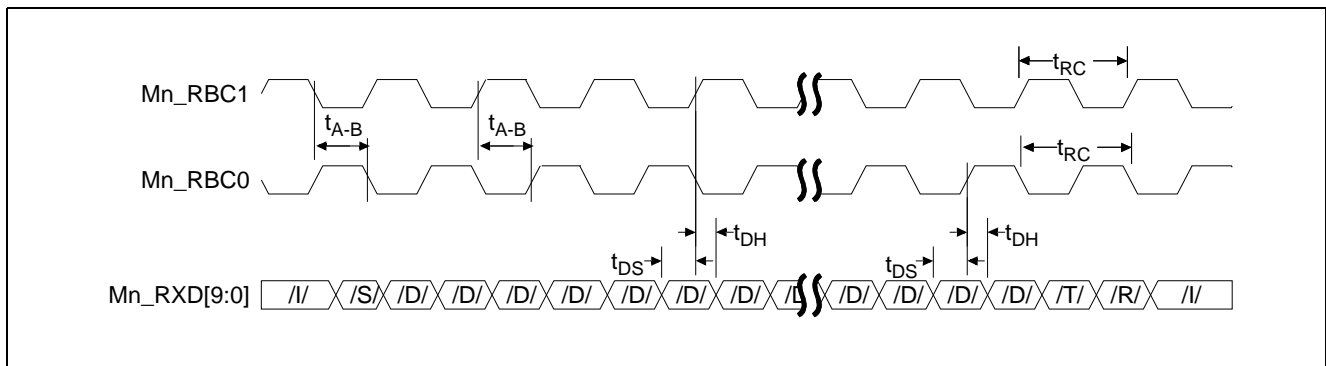 t_RC
Mn_RBC1
t_A-B t_A-B
t_RC
Mn_RBC0
t_DH t_DH
t_DS t_DS
Mn_RXD[9:0] /I/ /S/ /D/ /D/ /D/ /D/ /D/ /D/ /D/ /D /D/ /D/ /D/ /D/ /T/ /R/ /I/